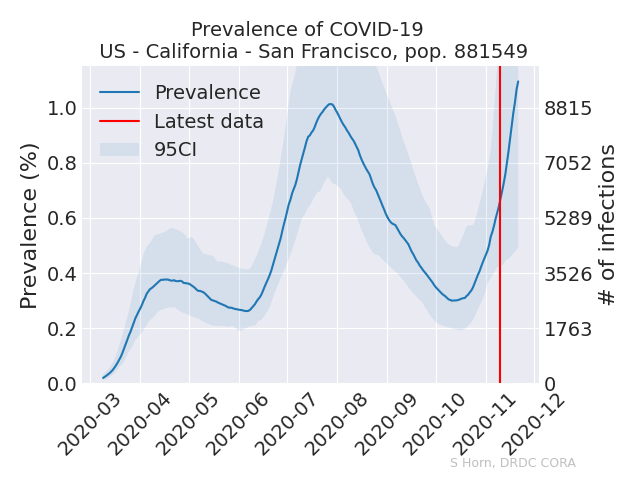 Prevalence of COVID-19
US - California - San Francisco, pop. 881549
Prevalence
Latest data
95CI
Prevalence (%)
1.0
0.8
0.6
0.4
0.2
0.0
# of infections
8815
7052
5289
3526
1763
0
2020-03
2020-04
2020-05
2020-06
2020-07
2020-08
2020-09
2020-10
2020-11
2020-12
S Horn, DRDC CORA